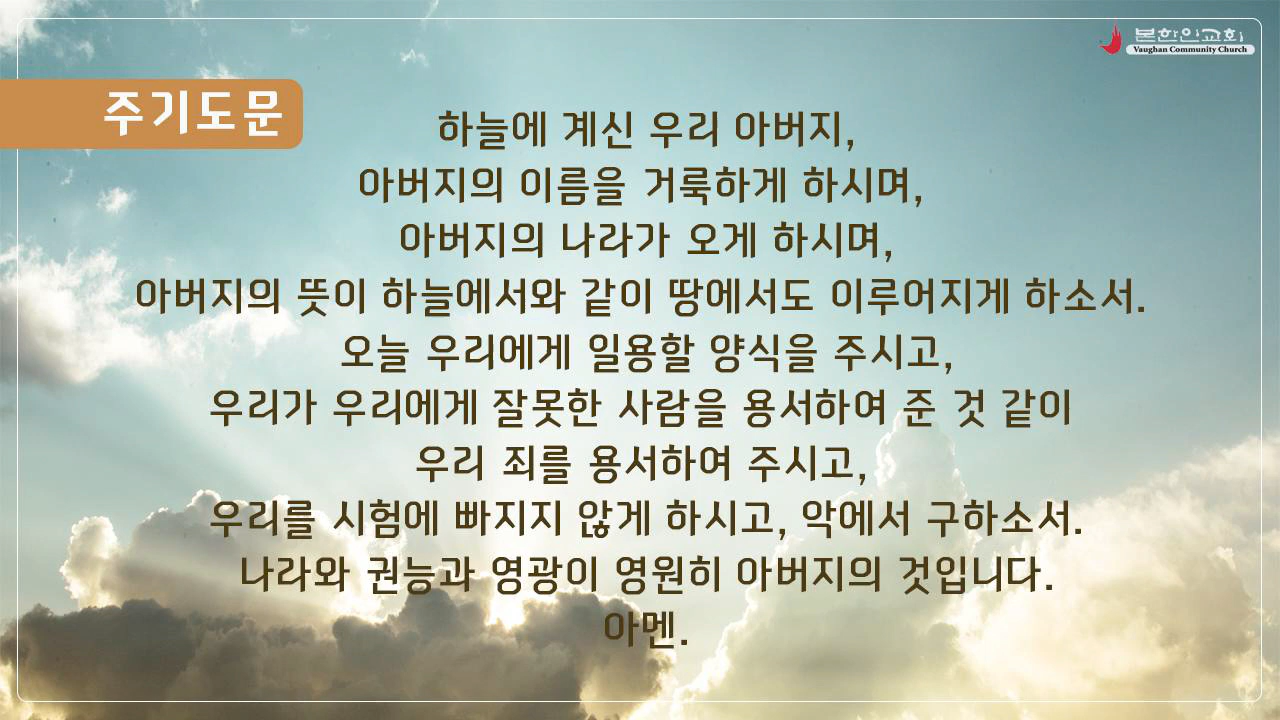 본한인교회
Vaughan Community Church
주기도문
하늘에 계신 우리 아버지,
아버지의 이름을 거룩하게 하시며,
아버지의 나라가 오게 하시며,
아버지의 뜻이 하늘에서와 같이 땅에서도 이루어지게 하소서.
오늘 우리에게 일용할 양식을 주시고,
우리가 우리에게 잘못한 사람을 용서하여 준 것 같이
우리 죄를 용서하여 주시고,
우리를 시험에 빠지지 않게 하시고, 악에서 구하소서.
나라와 권능과 영광이 영원히 아버지의 것입니다.
아멘.